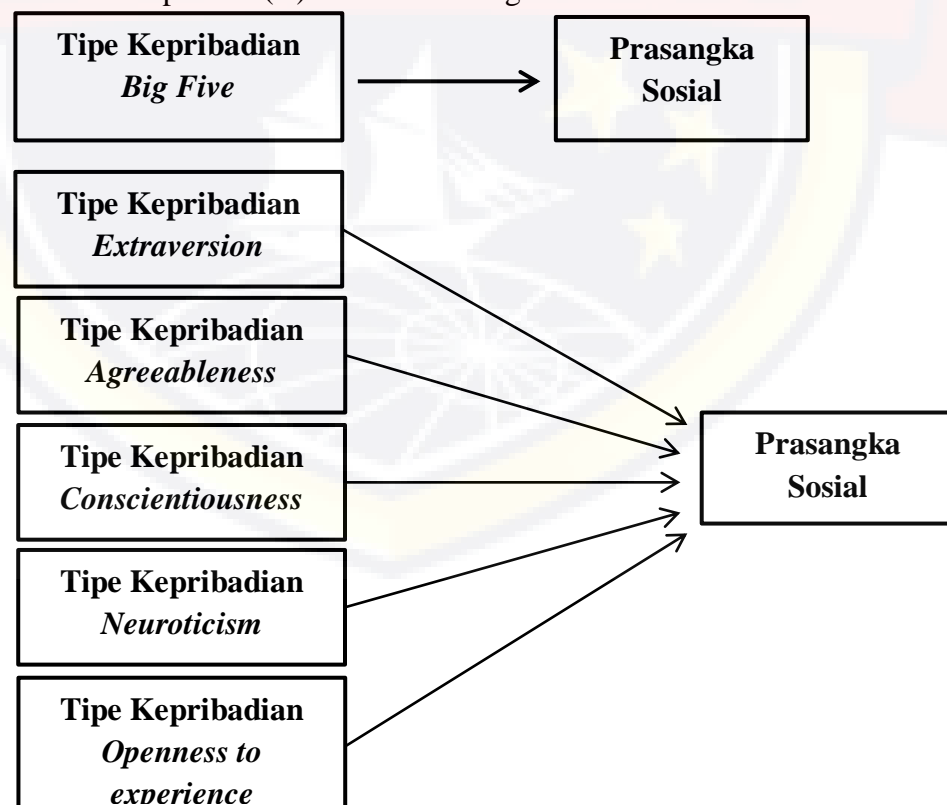 Tipe Kepribadian
Big Five
Prasangka
Sosial
Tipe Kepribadian
Extraversion
Tipe Kepribadian
Agreeableness
Tipe Kepribadian
Conscientiousness
Prasangka
Sosial
Tipe Kepribadian
Neuroticism
Tipe Kepribadian
Openness to
experience